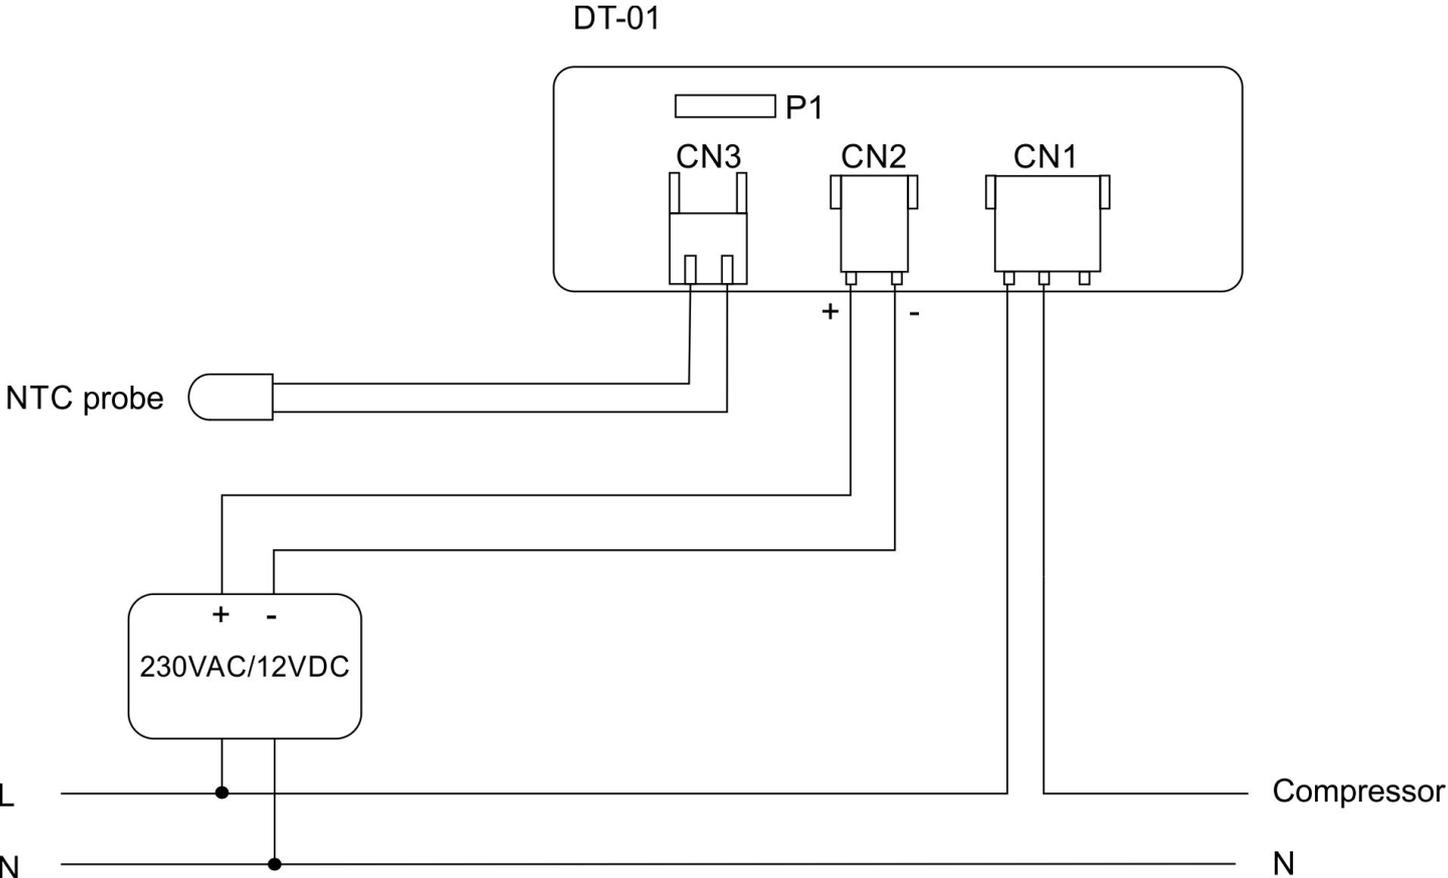 DT-01
P1
CN3 CN2 CN1
+ -
NTC probe
+ -
230VAC/12VDC
L Compressor
N N